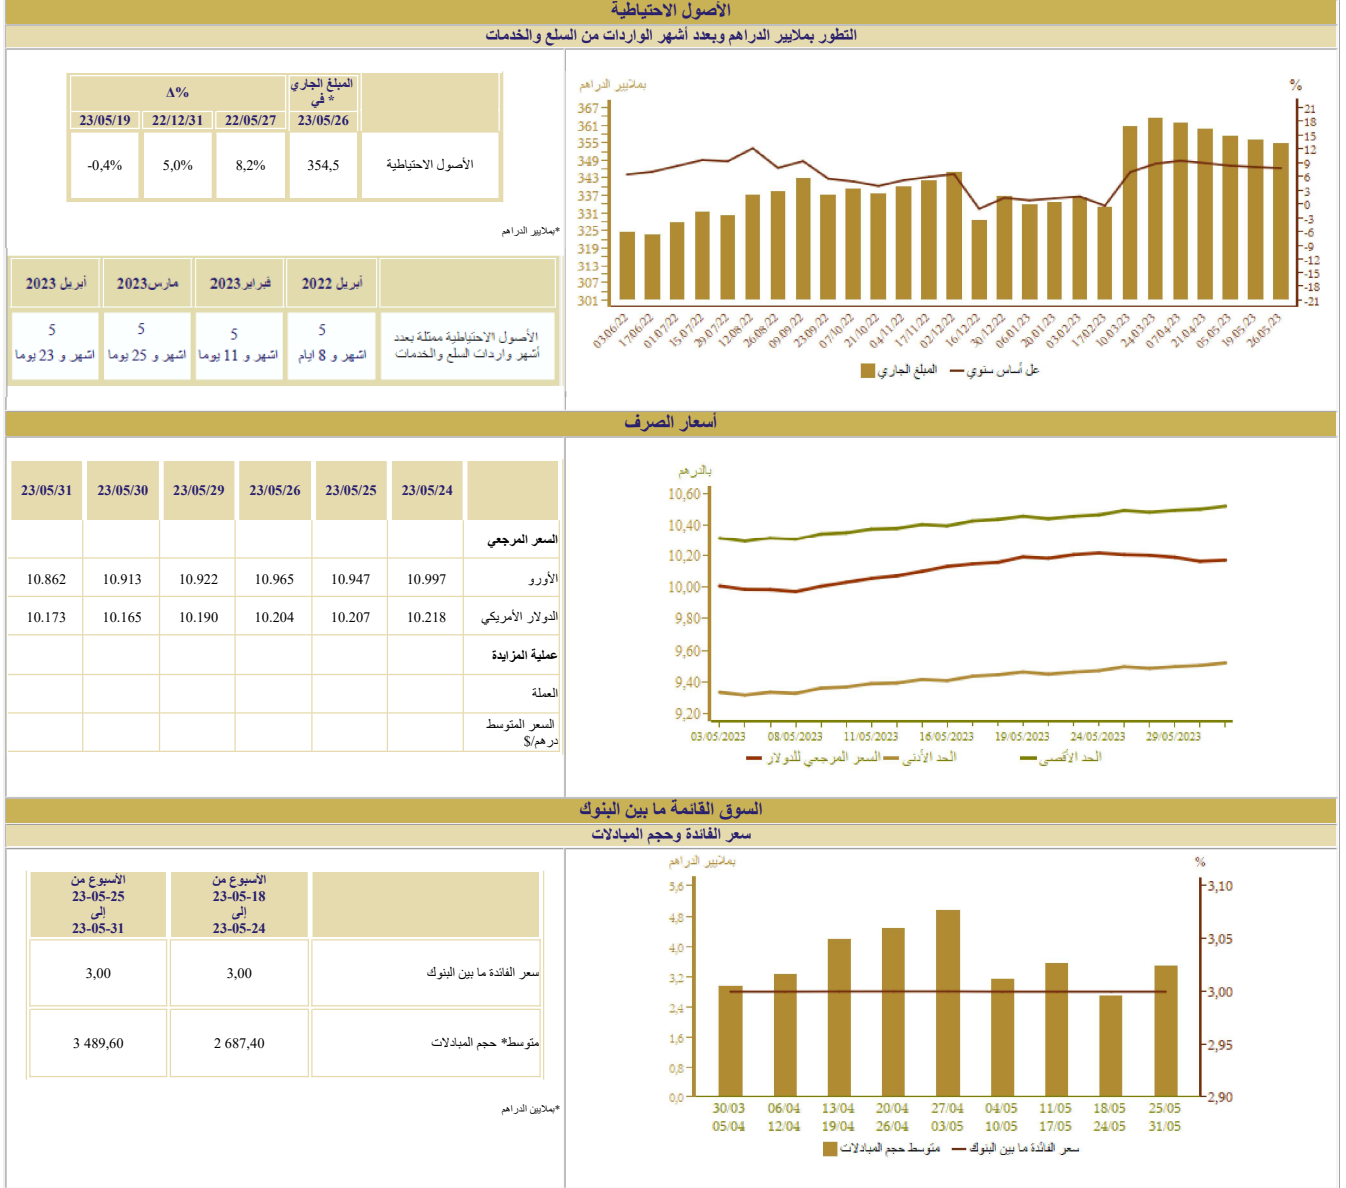 الأصول الاحتياطية
التطور بملايير الدراهم وبعدد أشهر الواردات من السلع والخدمات
المبلغ الجاري
* في
Δ%
23/05/26
22/05/27
22/12/31
23/05/19
الأصول الاحتياطية
354,5
8,2%
5,0%
-0,4%
*بملايير الدراهم
أبريل 2022
فبراير 2023
مارس2023
أبريل 2023
الأصول الاحتياطية ممثلة بعدد
أشهر واردات السلع والخدمات
5
اشهر و 8 ايام
5
اشهر و 11 يوما
5
اشهر و 25 يوما
5
اشهر و 23 يوما
بملايير الدراهم
%
367
361
355
349
343
337
331
325
319
313
307
301
21
18
15
12
9
6
3
0
-3
-6
-9
-12
-15
-18
-21
03/06/22
17/06/22
01/07/22
15/07/22
29/07/22
12/08/22
26/08/22
09/09/22
23/09/22
07/10/22
21/10/22
04/11/22
17/11/22
02/12/22
16/12/22
30/12/22
06/01/23
20/01/23
03/02/23
17/02/23
10/03/23
24/03/23
07/04/23
21/04/23
05/05/23
19/05/23
26/05/23
المبلغ الجاري
عل أساس سنوي
أسعار الصرف
23/05/24
23/05/25
23/05/26
23/05/29
23/05/30
23/05/31
السعر المرجعي
الأورو 10.997 10.947 10.965 10.922 10.913 10.862
الدولار الأمريكي 10.218 10.207 10.204 10.190 10.165 10.173
عملية المزايدة
العملة
السعر المتوسط
درهم/$
بالدرهم
10,60
10,40
10,20
10,00
9,80
9,60
9,40
9,20
03/05/2023
08/05/2023
11/05/2023
16/05/2023
19/05/2023
24/05/2023
29/05/2023
الحد الأقصى
الحد الأدنى
السعر المرجعي للدولار
السوق القائمة ما بين البنوك
سعر الفائدة وحجم المبادلات
الأسبوع من
23-05-18
إلى
23-05-24
الأسبوع من
23-05-25
إلى
23-05-31
سعر الفائدة ما بين البنوك 3,00 3,00
متوسط* حجم المبادلات 2 687,40 3 489,60
*بملايين الدراهم
بملايير الدراهم
%
5,6
4,8
4,0
3,2
2,4
1,6
0,8
0,0
3,10
3,05
3,00
2,95
2,90
30/03 06/04 13/04 20/04 27/04 04/05 11/05 18/05 25/05
05/04 12/04 19/04 26/04 03/05 10/05 17/05 24/05 31/05
متوسط حجم المبادلات
سعر الفائدة ما بين البنوك